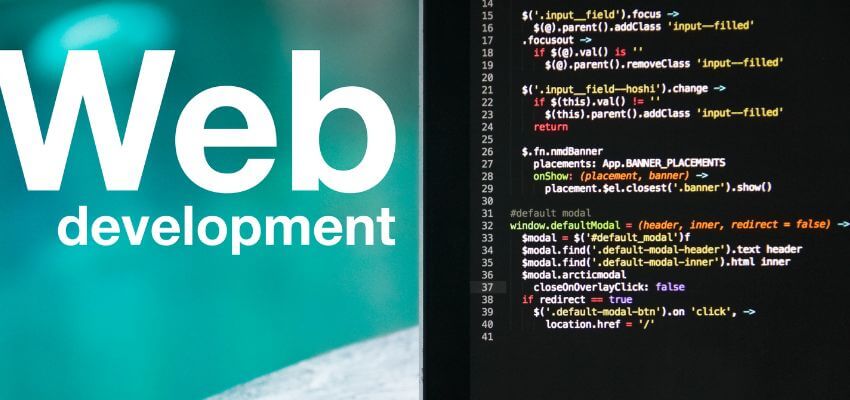 Web
development
14
15 $('.input__field').focus ->
16 $(@).parent().addClass 'input--filled'
17 .focusout ->
18 if $(@).val() is ''
19 $(@).parent().removeClass 'input--filled'
20
21 $('.input__field--hoshi').change ->
22 if $(this).val() != ''
23 $(this).parent().addClass 'input--filled'
24 return
25
26 $.fn.nmdBanner
27 placements: App.BANNER_PLACEMENTS
28 onShow: (placement, banner) ->
29 placement.$el.closest('.banner').show()
30
31 #default modal
32 window.defaultModal = (header, inner, redirect = false) ->
33 $modal = $('#default_modal')f
34 $modal.find('.default-modal-header').text header
35 $modal.find('.default-modal-inner').html inner
36 $modal.arcticmodal
37 closeOnOverlayClick: false
38 if redirect == true
39 $('.default-modal-btn').on 'click', ->
40 location.href = '/'
41